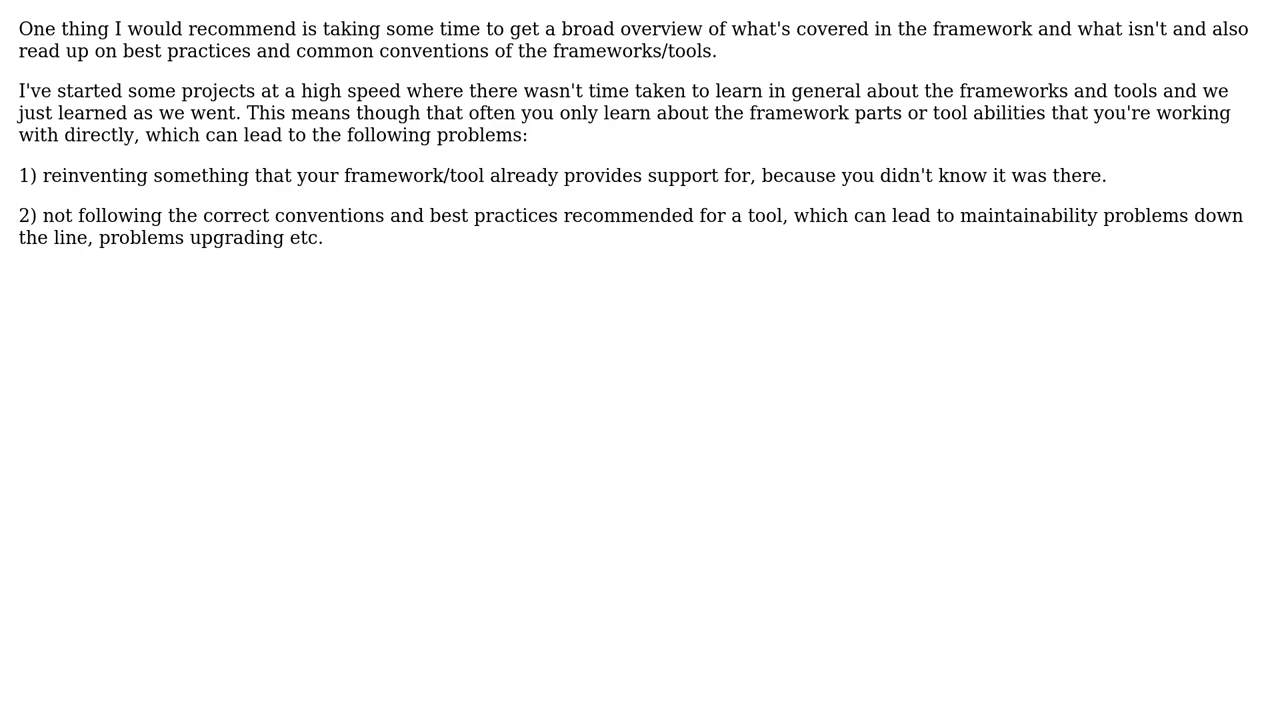 One thing I would recommend is taking some time to get a broad overview of what's covered in the framework and what isn't and also
read up on best practices and common conventions of the frameworks/tools.
I've started some projects at a high speed where there wasn't time taken to learn in general about the frameworks and tools and we
just learned as we went. This means though that often you only learn about the framework parts or tool abilities that you're working
with directly, which can lead to the following problems:
1) reinventing something that your framework/tool already provides support for, because you didn't know it was there.
2) not following the correct conventions and best practices recommended for a tool, which can lead to maintainability problems down
the line, problems upgrading etc.